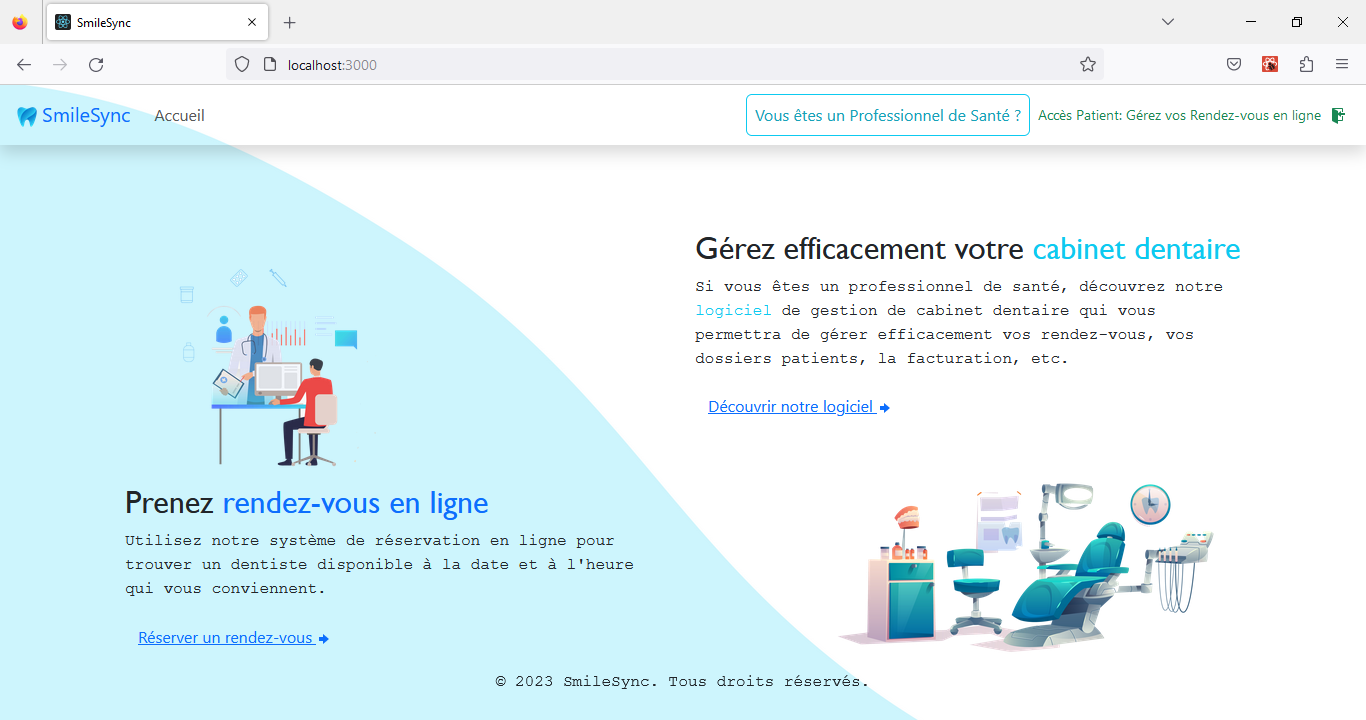 SmileSync
localhost:3000
SmileSync
Accueil
Vous êtes un Professionnel de Santé ?
Accès Patient: Gérez vos Rendez-vous en ligne
Gérez efficacement votre cabinet dentaire
Si vous êtes un professionnel de santé, découvrez notre
logiciel de gestion de cabinet dentaire qui vous
permettra de gérer efficacement vos rendez-vous, vos
dossiers patients, la facturation, etc.
Découvrir notre logiciel
Prenez rendez-vous en ligne
Utilisez notre système de réservation en ligne pour
trouver un dentiste disponible à la date et à l'heure
qui vous conviennent.
Réserver un rendez-vous
© 2023 SmileSync. Tous droits réservés.